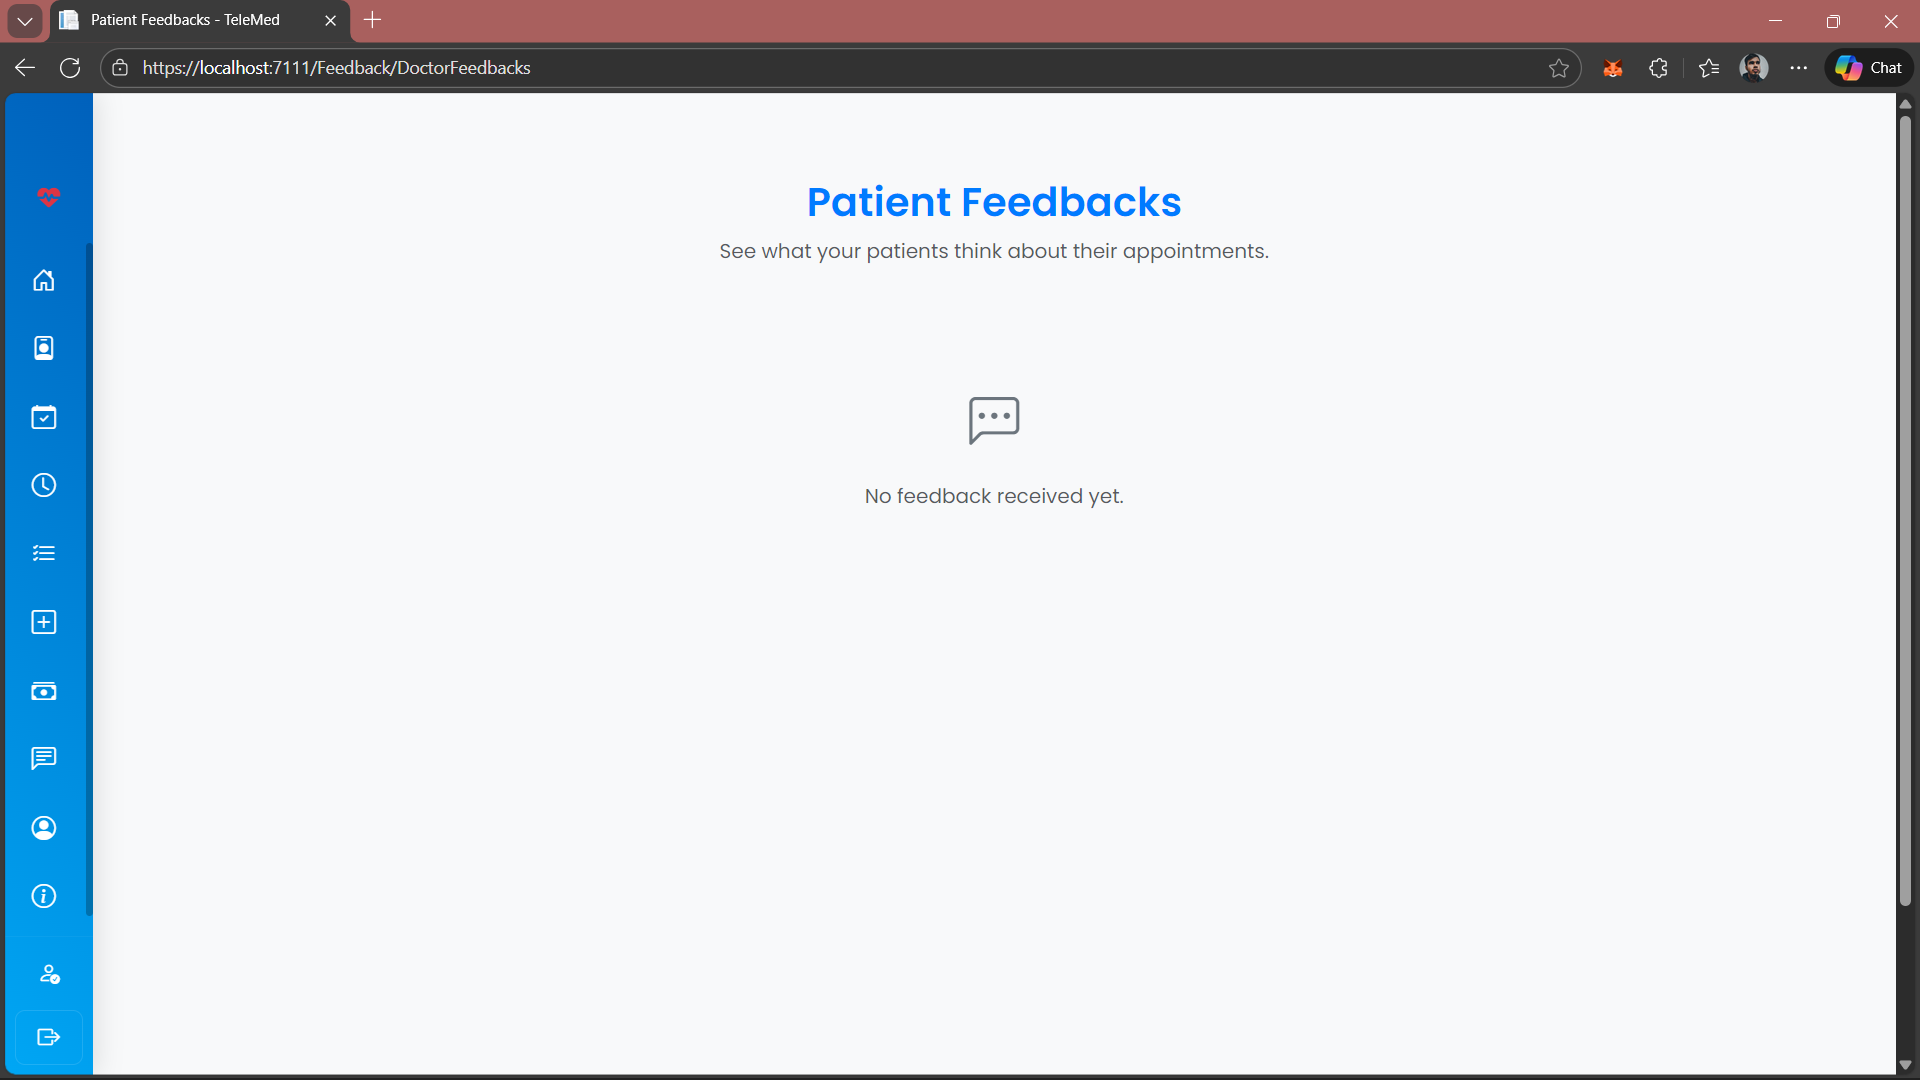 Patient Feedbacks - TeleMed
https://localhost:7111/Feedback/DoctorFeedbacks
Chat
Patient Feedbacks
See what your patients think about their appointments.
No feedback received yet.